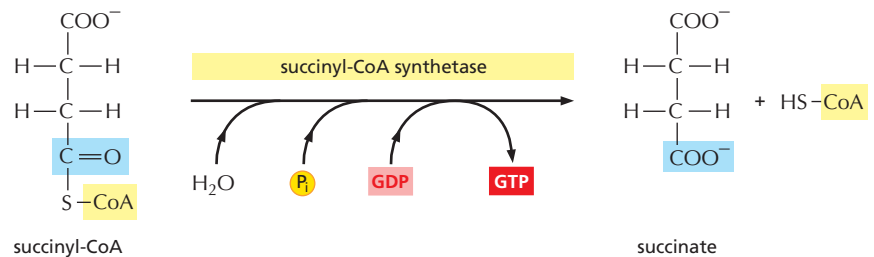 COO⁻
H—C—H
H—C—H
C=O
S–CoA
succinyl-CoA
succinyl-CoA synthetase
H₂O
Pᵢ
GDP
GTP
COO⁻
H—C—H
H—C—H
COO⁻
+ HS–CoA
succinate